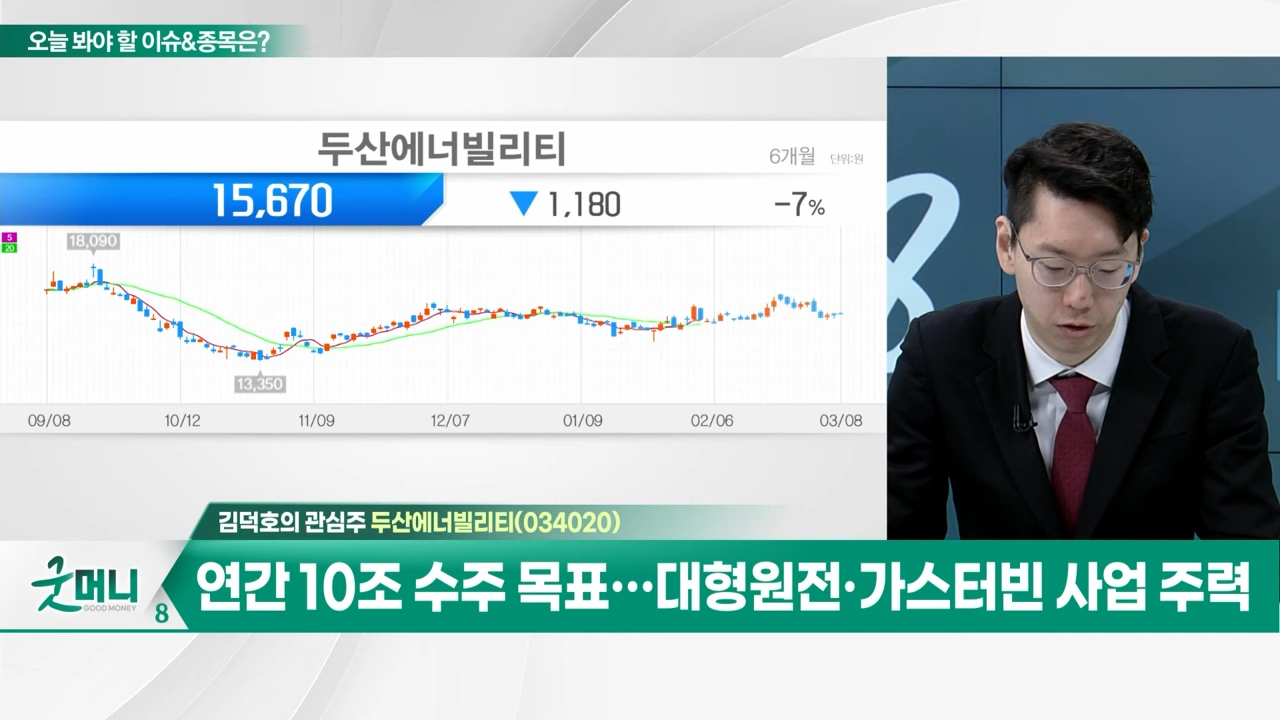 오늘 봐야 할 이슈&종목은?
두산에너빌리티
6개월 단위:원
15,670 ▼ 1,180 -7%
5
20
18,090
13,350
09/08 10/12 11/09 12/07 01/09 02/06 03/08
김덕호의 관심주 두산에너빌리티(034020)
굿머니
GOOD MONEY
8
연간 10조 수주 목표…대형원전·가스터빈 사업 주력